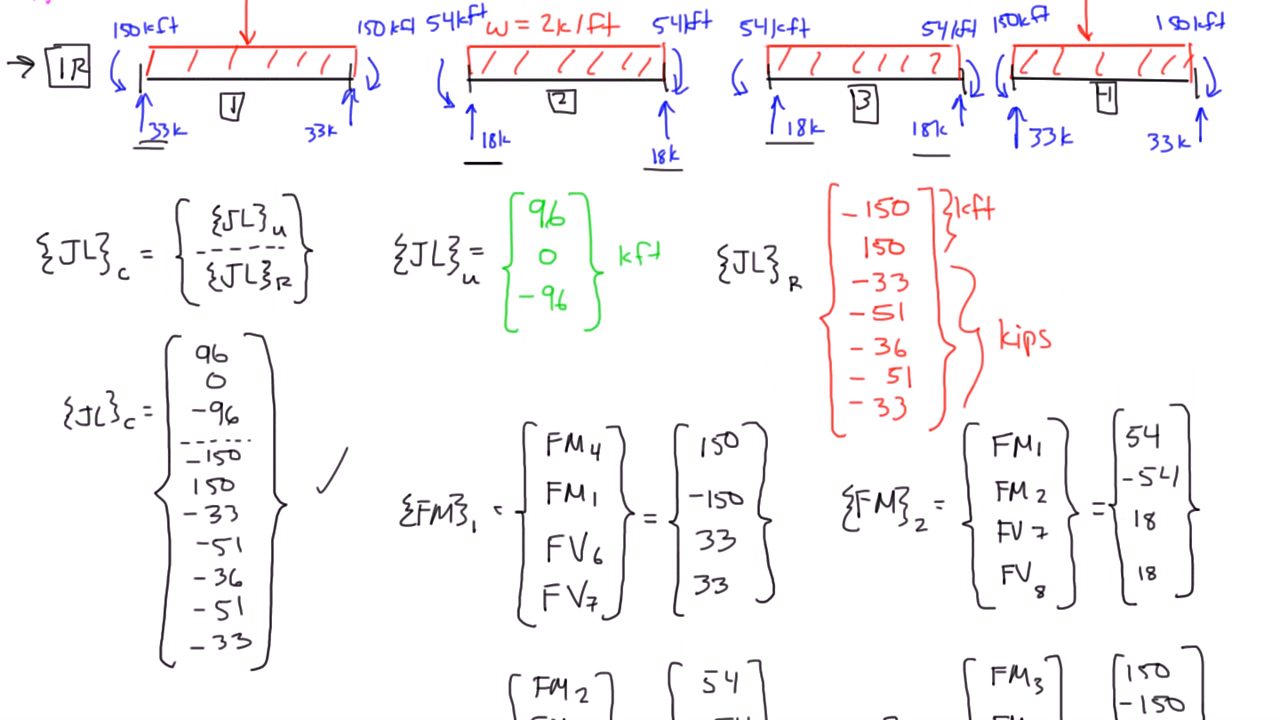 150kft 150kft 54kft w = 2k/ft 54kft 54kft 54kft 150kft 150kft
→ 1R 1 2 3 4
33k 33k 18k 18k 18k 18k 33k 33k
{JL}c = { {JL}u / {JL}R }
{JL}u = { 96 0 -96 } kft
{JL}R { -150 150 -33 -51 -36 -51 -33 } kft kips
{JL}c = { 96 0 -96 ------ -150 150 -33 -51 -36 -51 -33 } ✓
{FM}1 = { FM4 FM1 FV6 FV7 } = { 150 -150 33 33 }
{FM}2 = { FM1 FM2 FV7 FV8 } = { 54 -54 18 18 }
FM2 54
FM3 150
-150